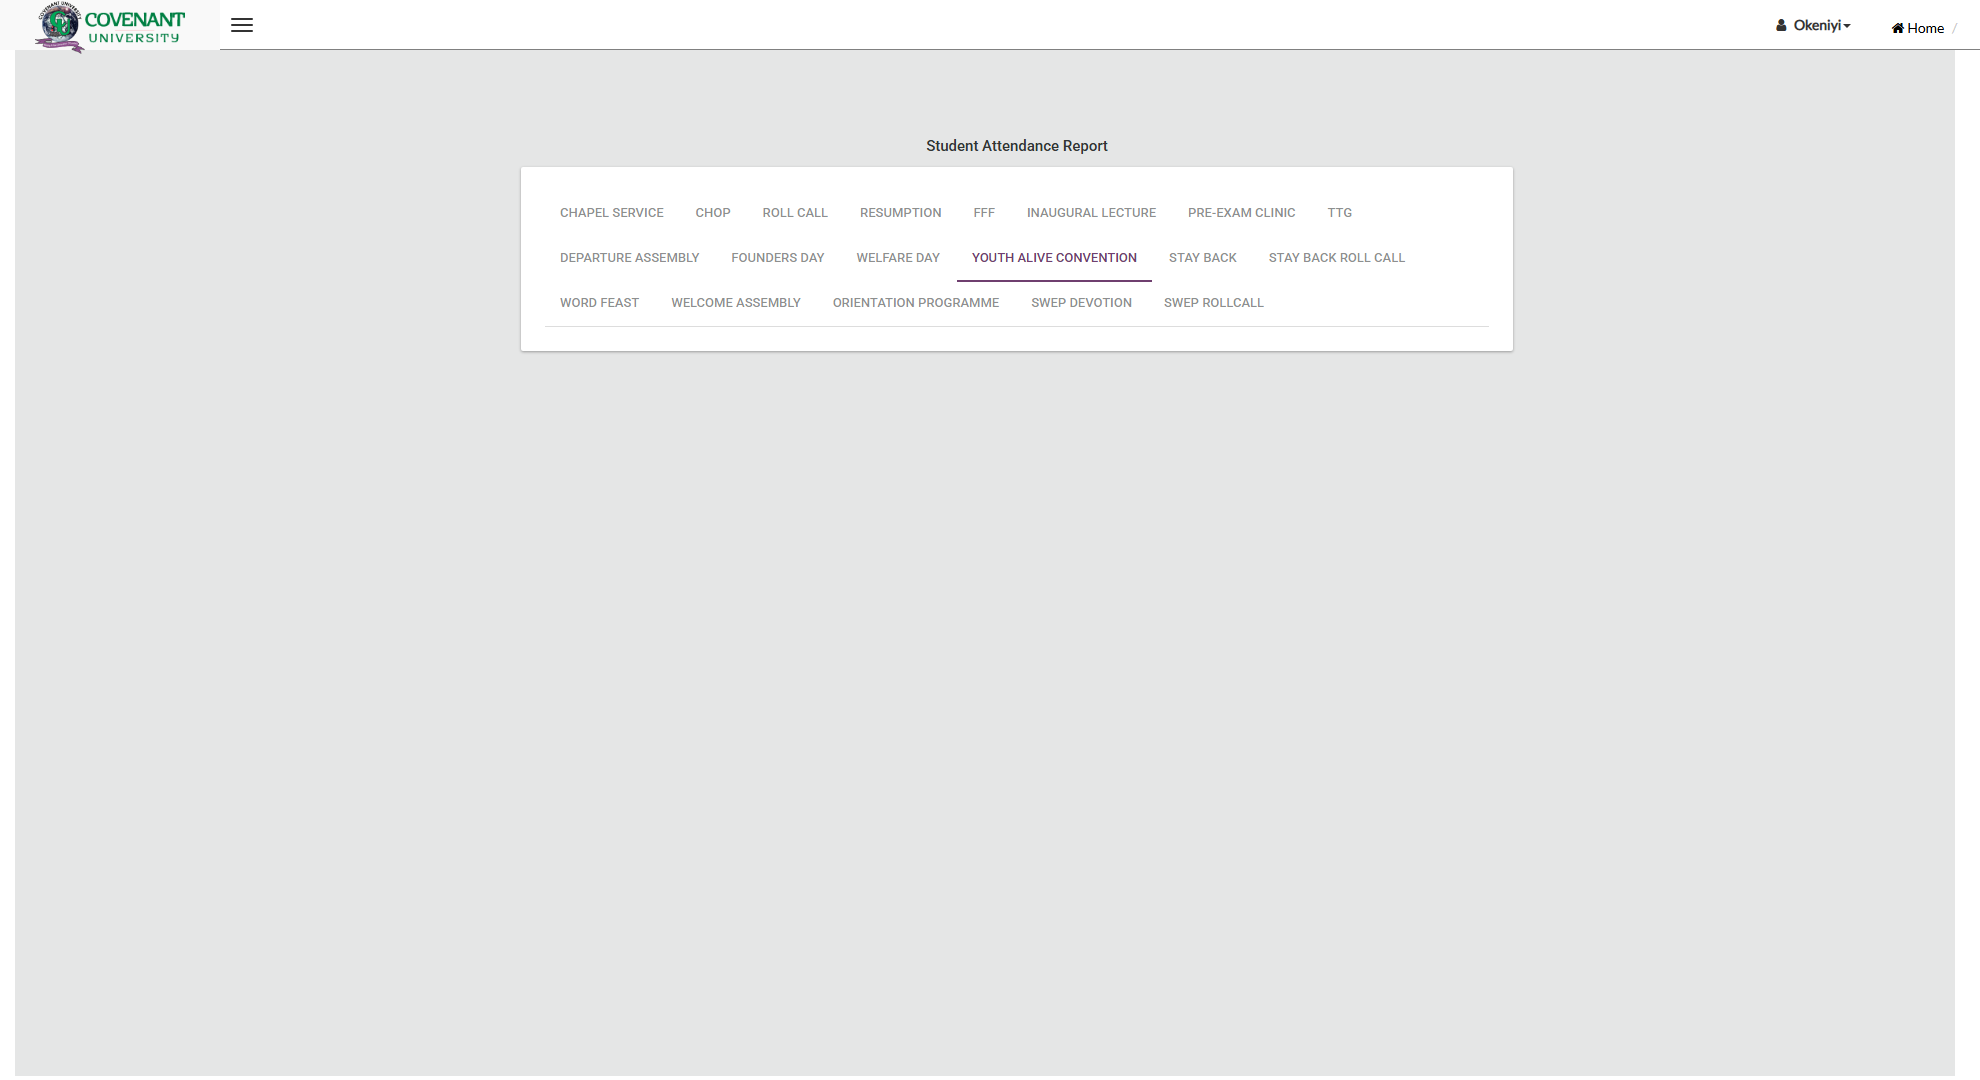 COVENANT
UNIVERSITY
Okeniyi
Home /
Student Attendance Report
CHAPEL SERVICE CHOP ROLL CALL RESUMPTION FFF INAUGURAL LECTURE PRE-EXAM CLINIC TTG
DEPARTURE ASSEMBLY FOUNDERS DAY WELFARE DAY YOUTH ALIVE CONVENTION STAY BACK STAY BACK ROLL CALL
WORD FEAST WELCOME ASSEMBLY ORIENTATION PROGRAMME SWEP DEVOTION SWEP ROLLCALL